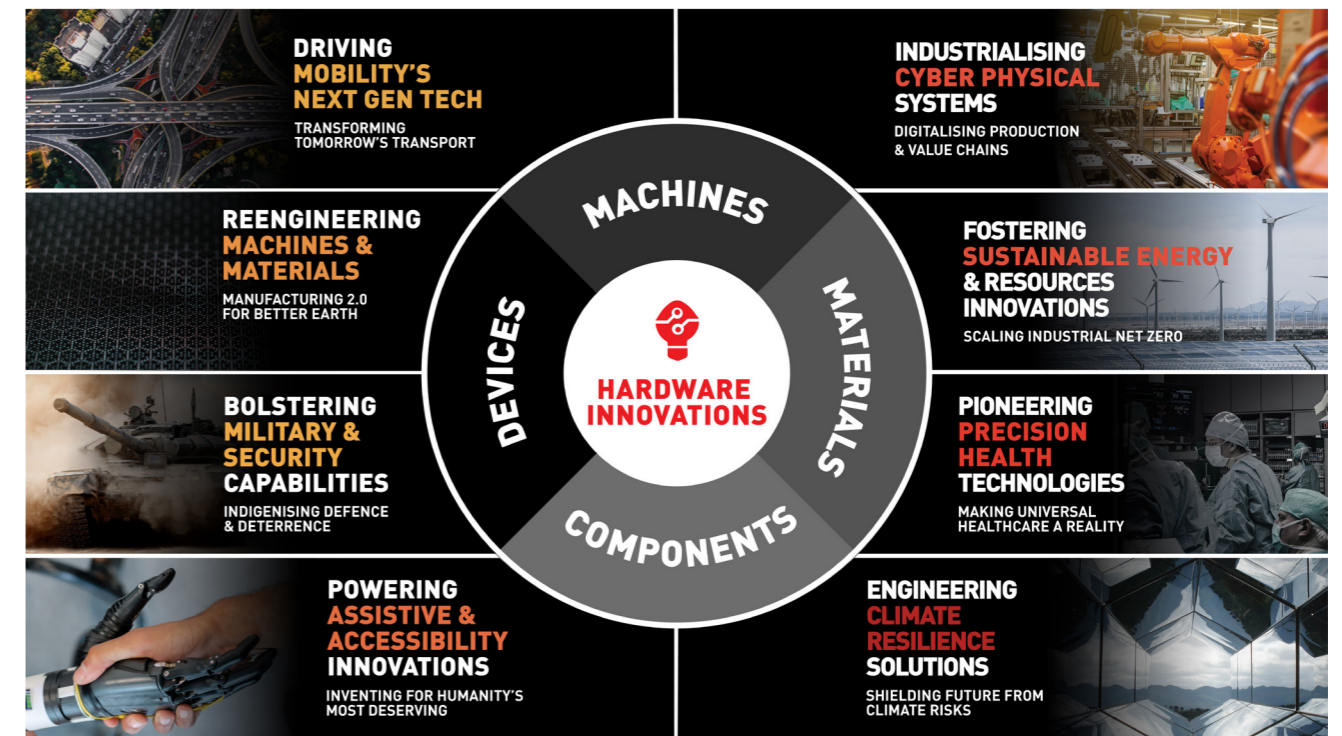 DRIVING
MOBILITY'S
NEXT GEN TECH
TRANSFORMING
TOMORROW'S TRANSPORT
REENGINEERING
MACHINES &
MATERIALS
MANUFACTURING 2.0
FOR BETTER EARTH
BOLSTERING
MILITARY &
SECURITY
CAPABILITIES
INDIGENISING DEFENCE
& DETERRENCE
POWERING
ASSISTIVE &
ACCESSIBILITY
INNOVATIONS
INVENTING FOR HUMANITY'S
MOST DESERVING
MACHINES
DEVICES
HARDWARE
INNOVATIONS
MATERIALS
COMPONENTS
INDUSTRIALISING
CYBER PHYSICAL
SYSTEMS
DIGITALISING PRODUCTION
& VALUE CHAINS
FOSTERING
SUSTAINABLE ENERGY
& RESOURCES
INNOVATIONS
SCALING INDUSTRIAL NET ZERO
PIONEERING
PRECISION
HEALTH
TECHNOLOGIES
MAKING UNIVERSAL
HEALTHCARE A REALITY
ENGINEERING
CLIMATE
RESILIENCE
SOLUTIONS
SHIELDING FUTURE FROM
CLIMATE RISKS